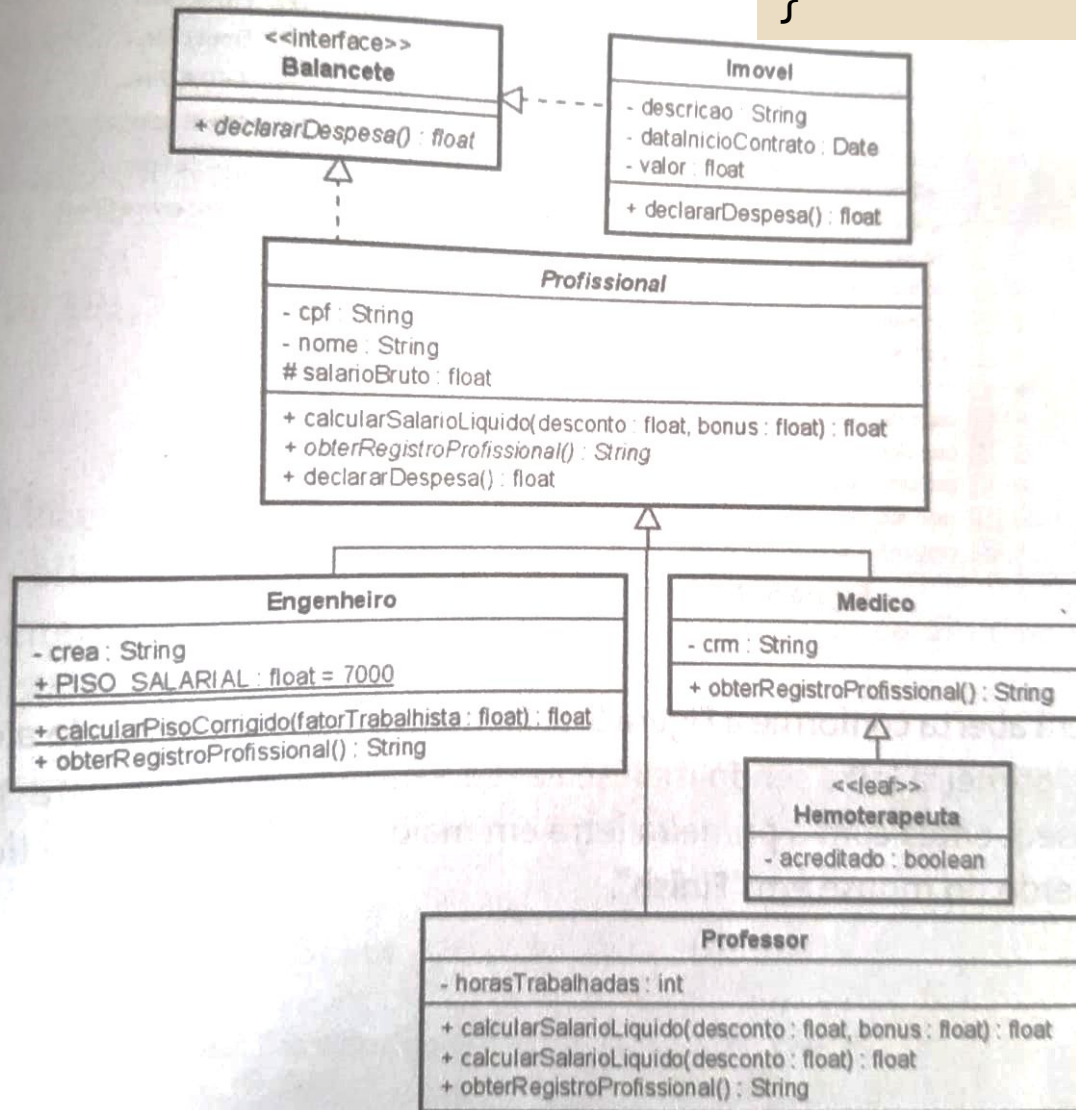 }
<<interface>>
Balancete
+ declararDespesa() : float
Imovel
- descricao : String
- dataInicioContrato : Date
- valor : float
+ declararDespesa() : float
Profissional
- cpf : String
- nome : String
# salarioBruto : float
+ calcularSalarioLiquido(desconto : float, bonus : float) : float
+ obterRegistroProfissional() : String
+ declararDespesa() : float
Engenheiro
- crea : String
+ PISO_SALARIAL : float = 7000
+ calcularPisoCorrigido(fatorTrabalhista : float) : float
+ obterRegistroProfissional() : String
Medico
- crm : String
+ obterRegistroProfissional() : String
<<leaf>>
Hemoterapeuta
- acreditado : boolean
Professor
- horasTrabalhadas : int
+ calcularSalarioLiquido(desconto : float, bonus : float) : float
+ calcularSalarioLiquido(desconto : float) : float
+ obterRegistroProfissional() : String